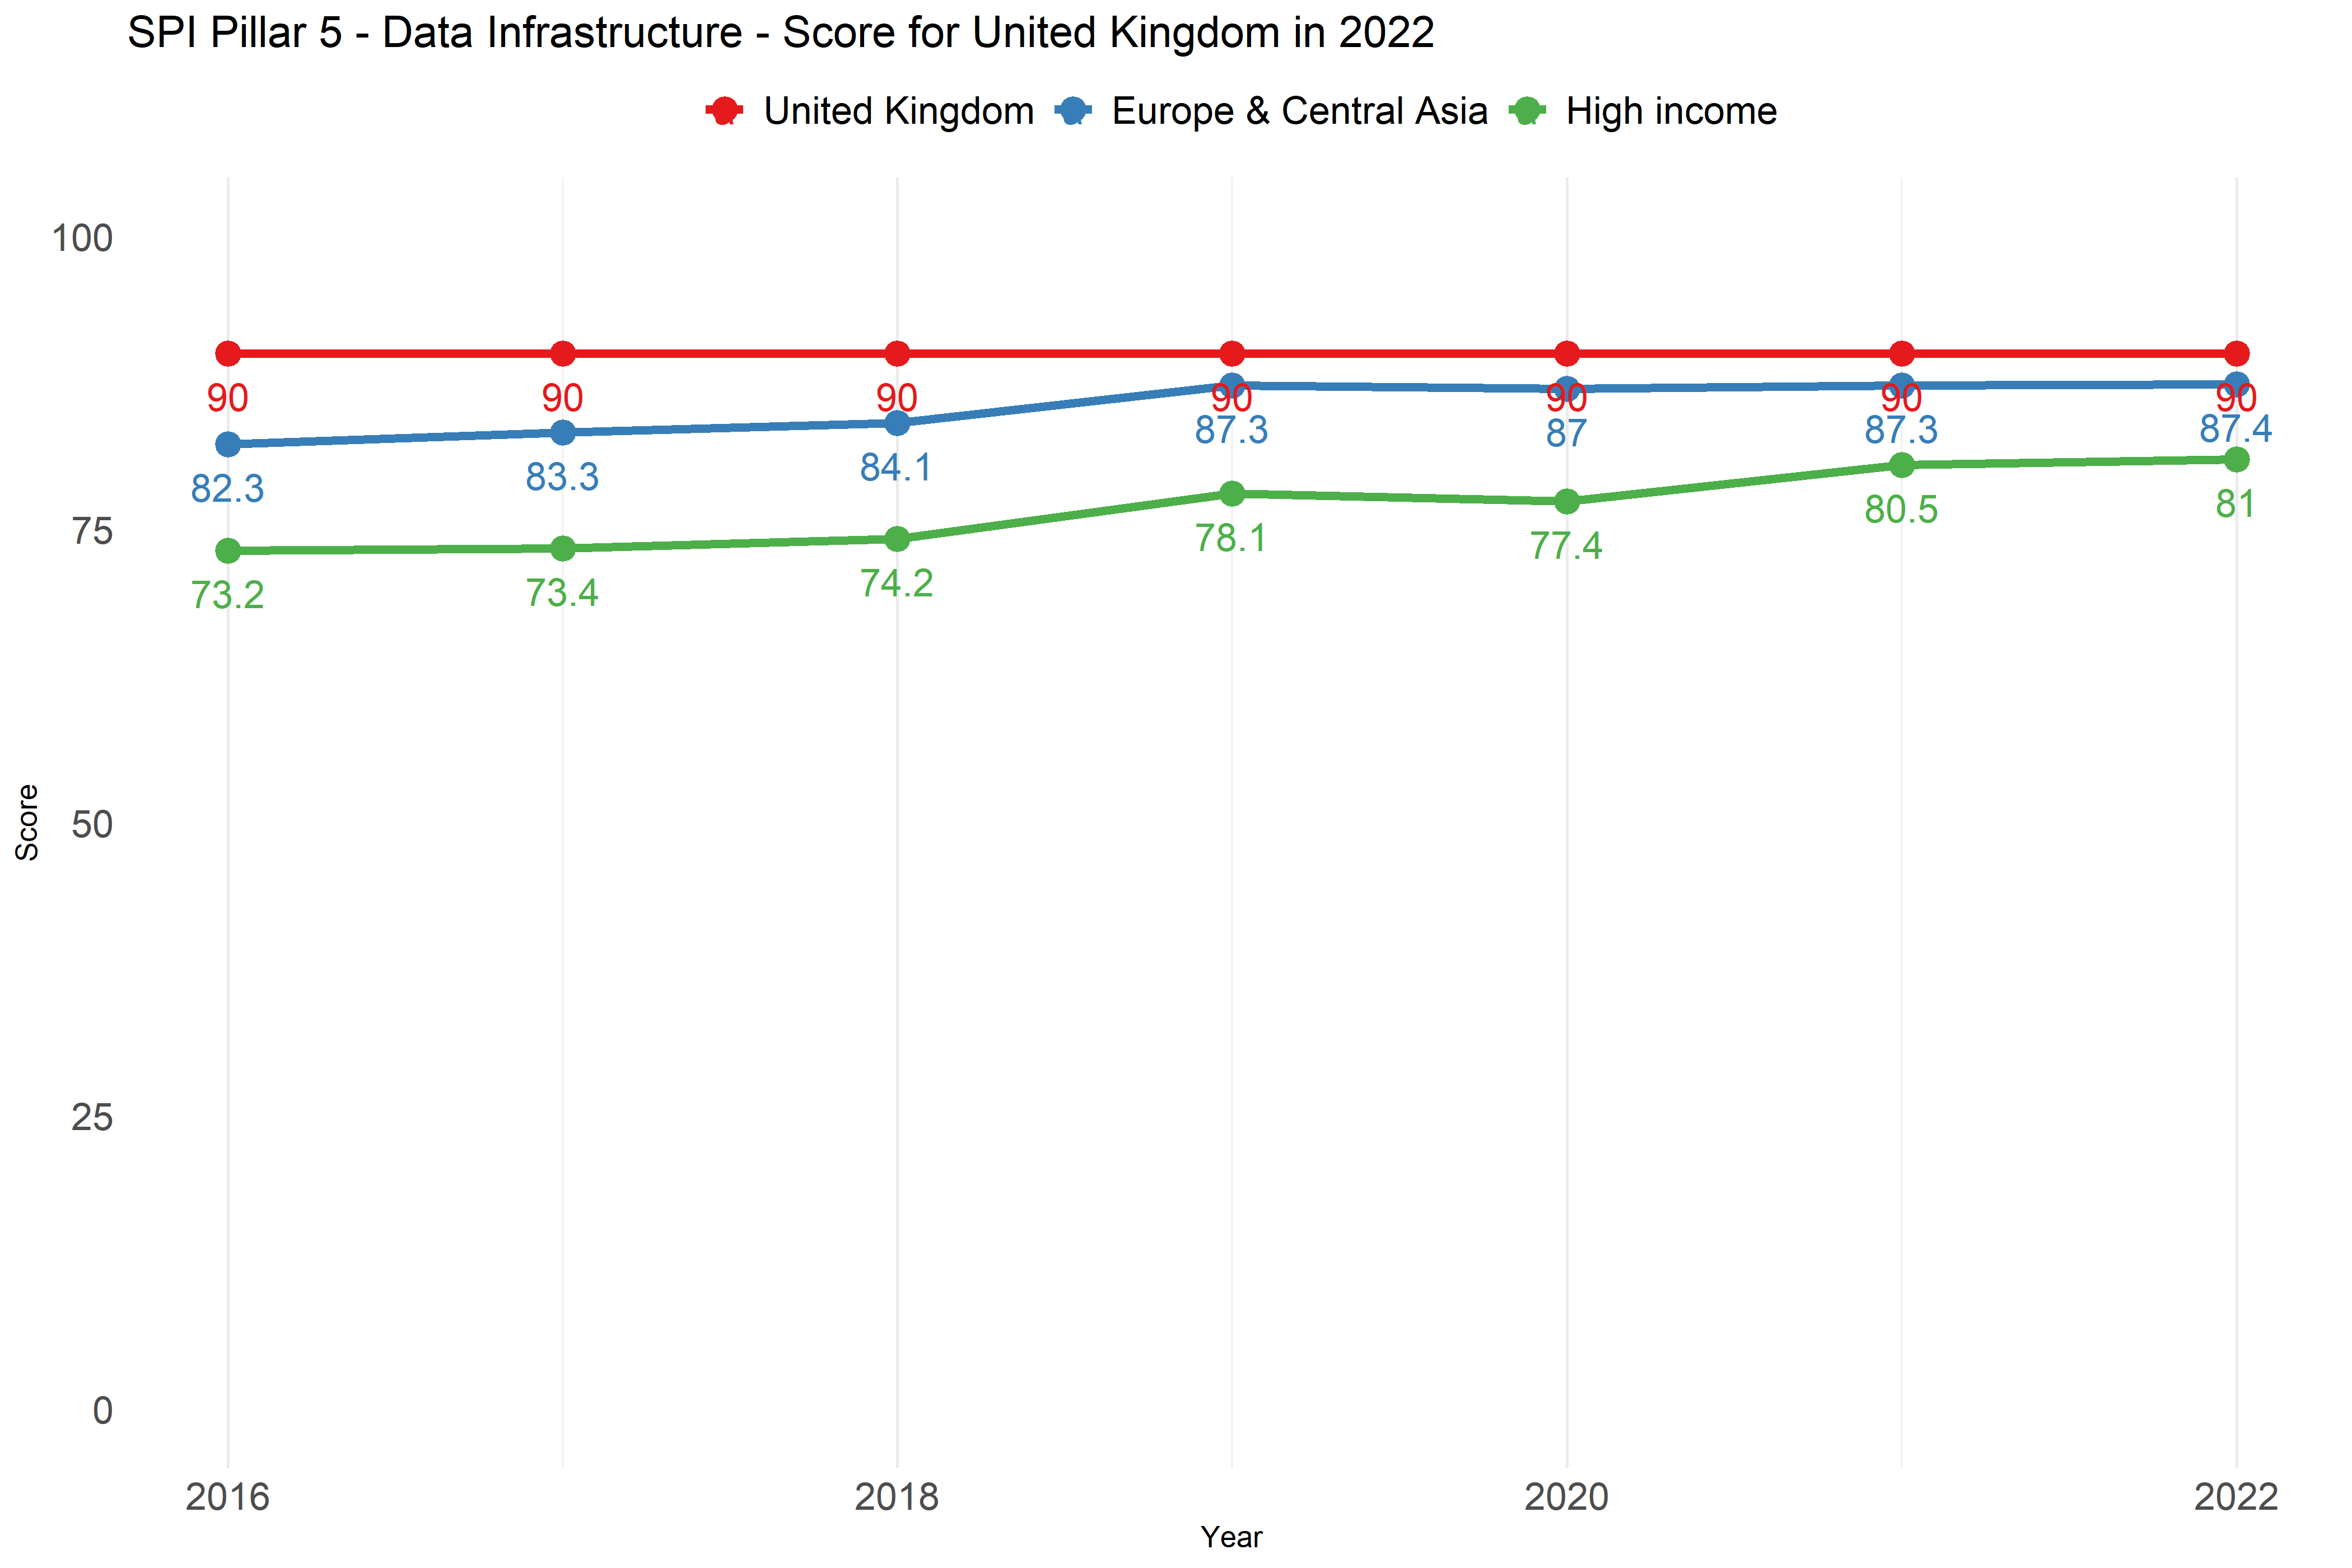 SPI Pillar 5 - Data Infrastructure - Score for United Kingdom in 2022
United Kingdom Europe & Central Asia High income
100
75
50
25
0
Score
90 90 90 90 90 90 90
82.3 83.3 84.1 87.3 87 87.3 87.4
73.2 73.4 74.2 78.1 77.4 80.5 81
2016 2018 2020 2022
Year